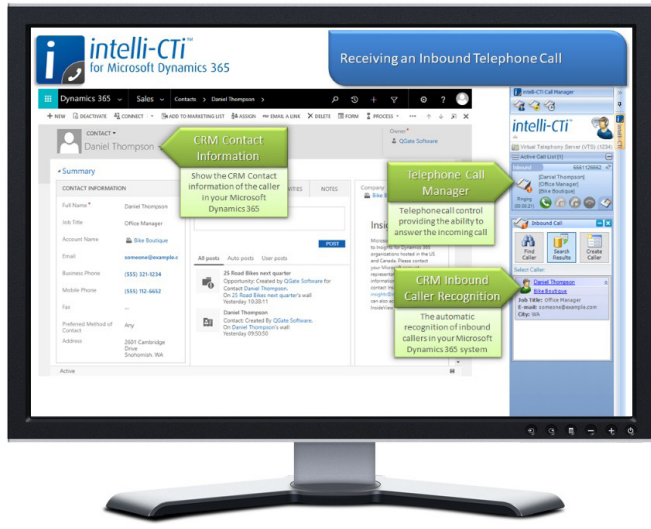 intelli-CTi™
for Microsoft Dynamics 365
Receiving an Inbound Telephone Call
Dynamics 365
Sales
Contacts > Daniel Thompson >
+ NEW
DEACTIVATE
CONNECT
ADD TO MARKETING LIST
ASSIGN
EMAIL A LINK
DELETE
FORM
PROCESS
CONTACT
Daniel Thompson
Owner*
QGate Software
CRM Contact
Information
Show the CRM Contact
information of the caller
in your Microsoft
Dynamics 365
Summary
CONTACT INFORMATION
Full Name *
Daniel Thompson
Job Title
Office Manager
Account Name
Bike Boutique
Email
someone@example.c
Business Phone
(555) 321-1234
Mobile Phone
(555) 112-6652
Fax
--
Preferred Method of
Contact
Any
Address
2601 Cambridge
Drive
Snohomish, WA
Active
NOTES
POST
All posts
Auto posts
User posts
25 Road Bikes next quarter
Opportunity: Created by QGate Software for
Contact Daniel Thompson.
On 25 Road Bikes next quarter's wall
Yesterday 10:30:11
Daniel Thompson
Contact: Created By QGate Software.
On Daniel Thompson's wall
Yesterday 09:50:50
Company
Telephone Call
Manager
Telephone call control
providing the ability to
answer the incoming call
CRM Inbound
Caller Recognition
The automatic
recognition of inbound
callers in your Microsoft
Dynamics 365 system
intelli-CTi Call Manager
intelli-CTi™
Virtual Telephony Server (VTS) (1234)
Active Call List [1]
Inbound
[Daniel Thompson]
[Office Manager]
[Bike Boutique]
Ringing
Inbound Call
Find
Caller
Search
Results
Create
Caller
Select Caller:
Daniel Thompson
Bike Boutique
Job Title: Office Manager
E-mail: someone@example.com
City: WA